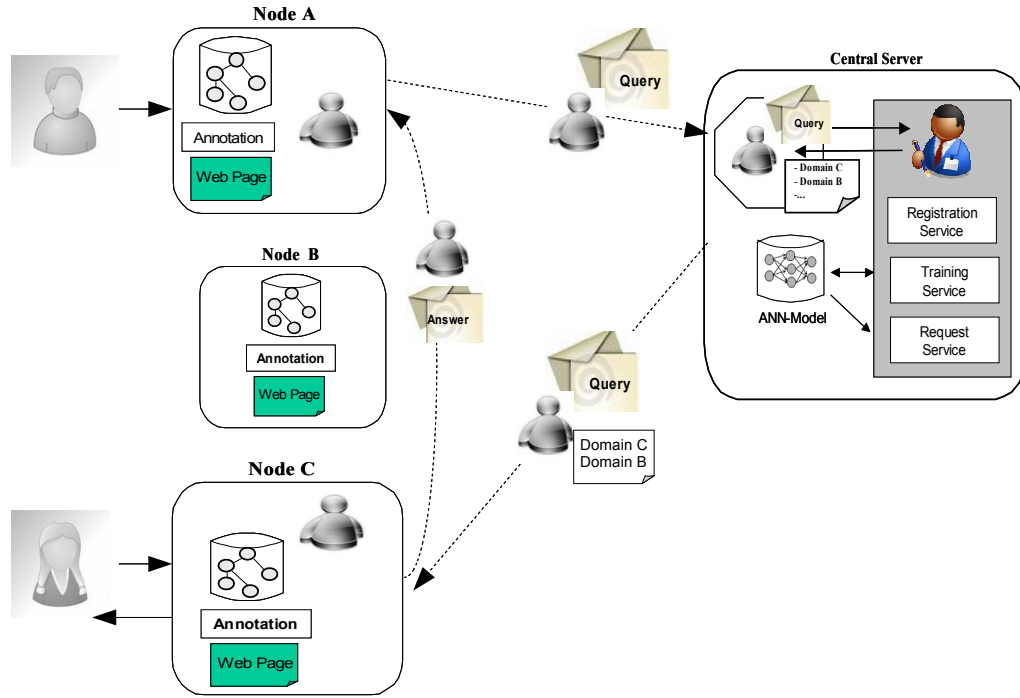 Node A
Annotation
Web Page
Query
Central Server
Query
- Domain C
- Domain B
-...
Registration
Service
Training
Service
Request
Service
ANN-Model
Node B
Annotation
Web Page
Answer
Query
Domain C
Domain B
Node C
Annotation
Web Page